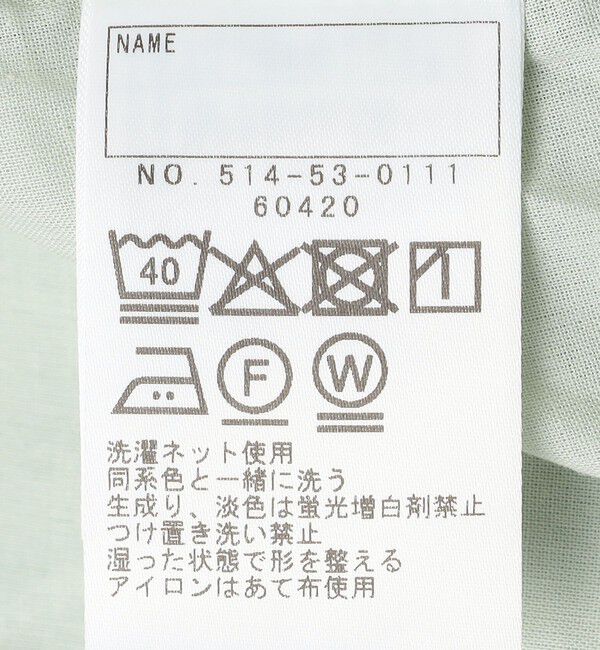 NAME
NO. 514-53-0111
60420
40
F
W
洗濯ネット使用
同系色と一緒に洗う
生成り、淡色は蛍光増白剤禁止
つけ置き洗い禁止
湿った状態で形を整える
アイロンはあて布使用